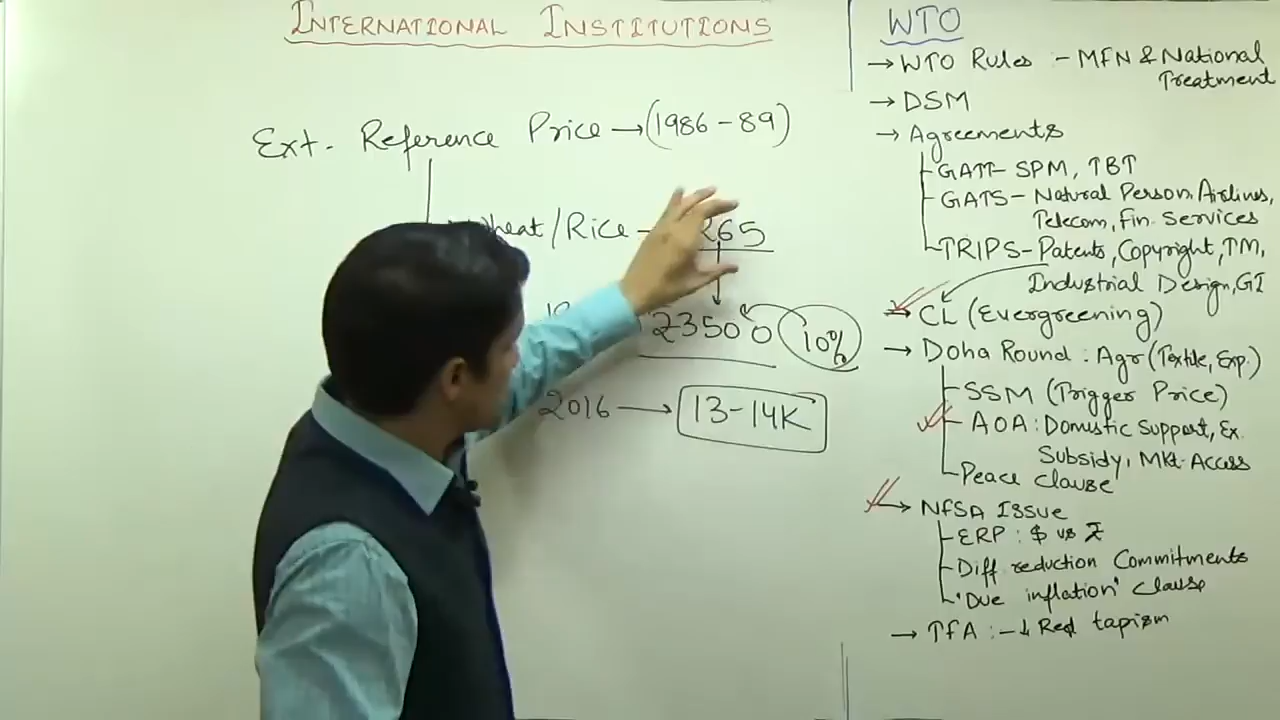 INTERNATIONAL INSTITUTIONS
Ext. Reference Price → (1986-89)
Wheat/Rice - 265
23500 10%
2016 → 13-14K
WTO
→ WTO Rules :- MFN & National
Treatment
→ DSM
→ Agreements
GATT- SPM, TBT
GATS- Natural Person, Airlines,
Telecom, Fin. Services
TRIPS- Patents, Copyright, TM,
Industrial Design, GI
→ CL (Evergreening)
→ Doha Round : Agr (Textile, Exp.)
SSM (Trigger Price)
AOA : Domestic Support, Ex.
Subsidy, Mkt. Access
Peace Clause
→ NFSA Issue
ERP : $ vs ₹
Diff reduction Commitments
'Due inflation' Clause
→ TFA :- ↓ Red tapism